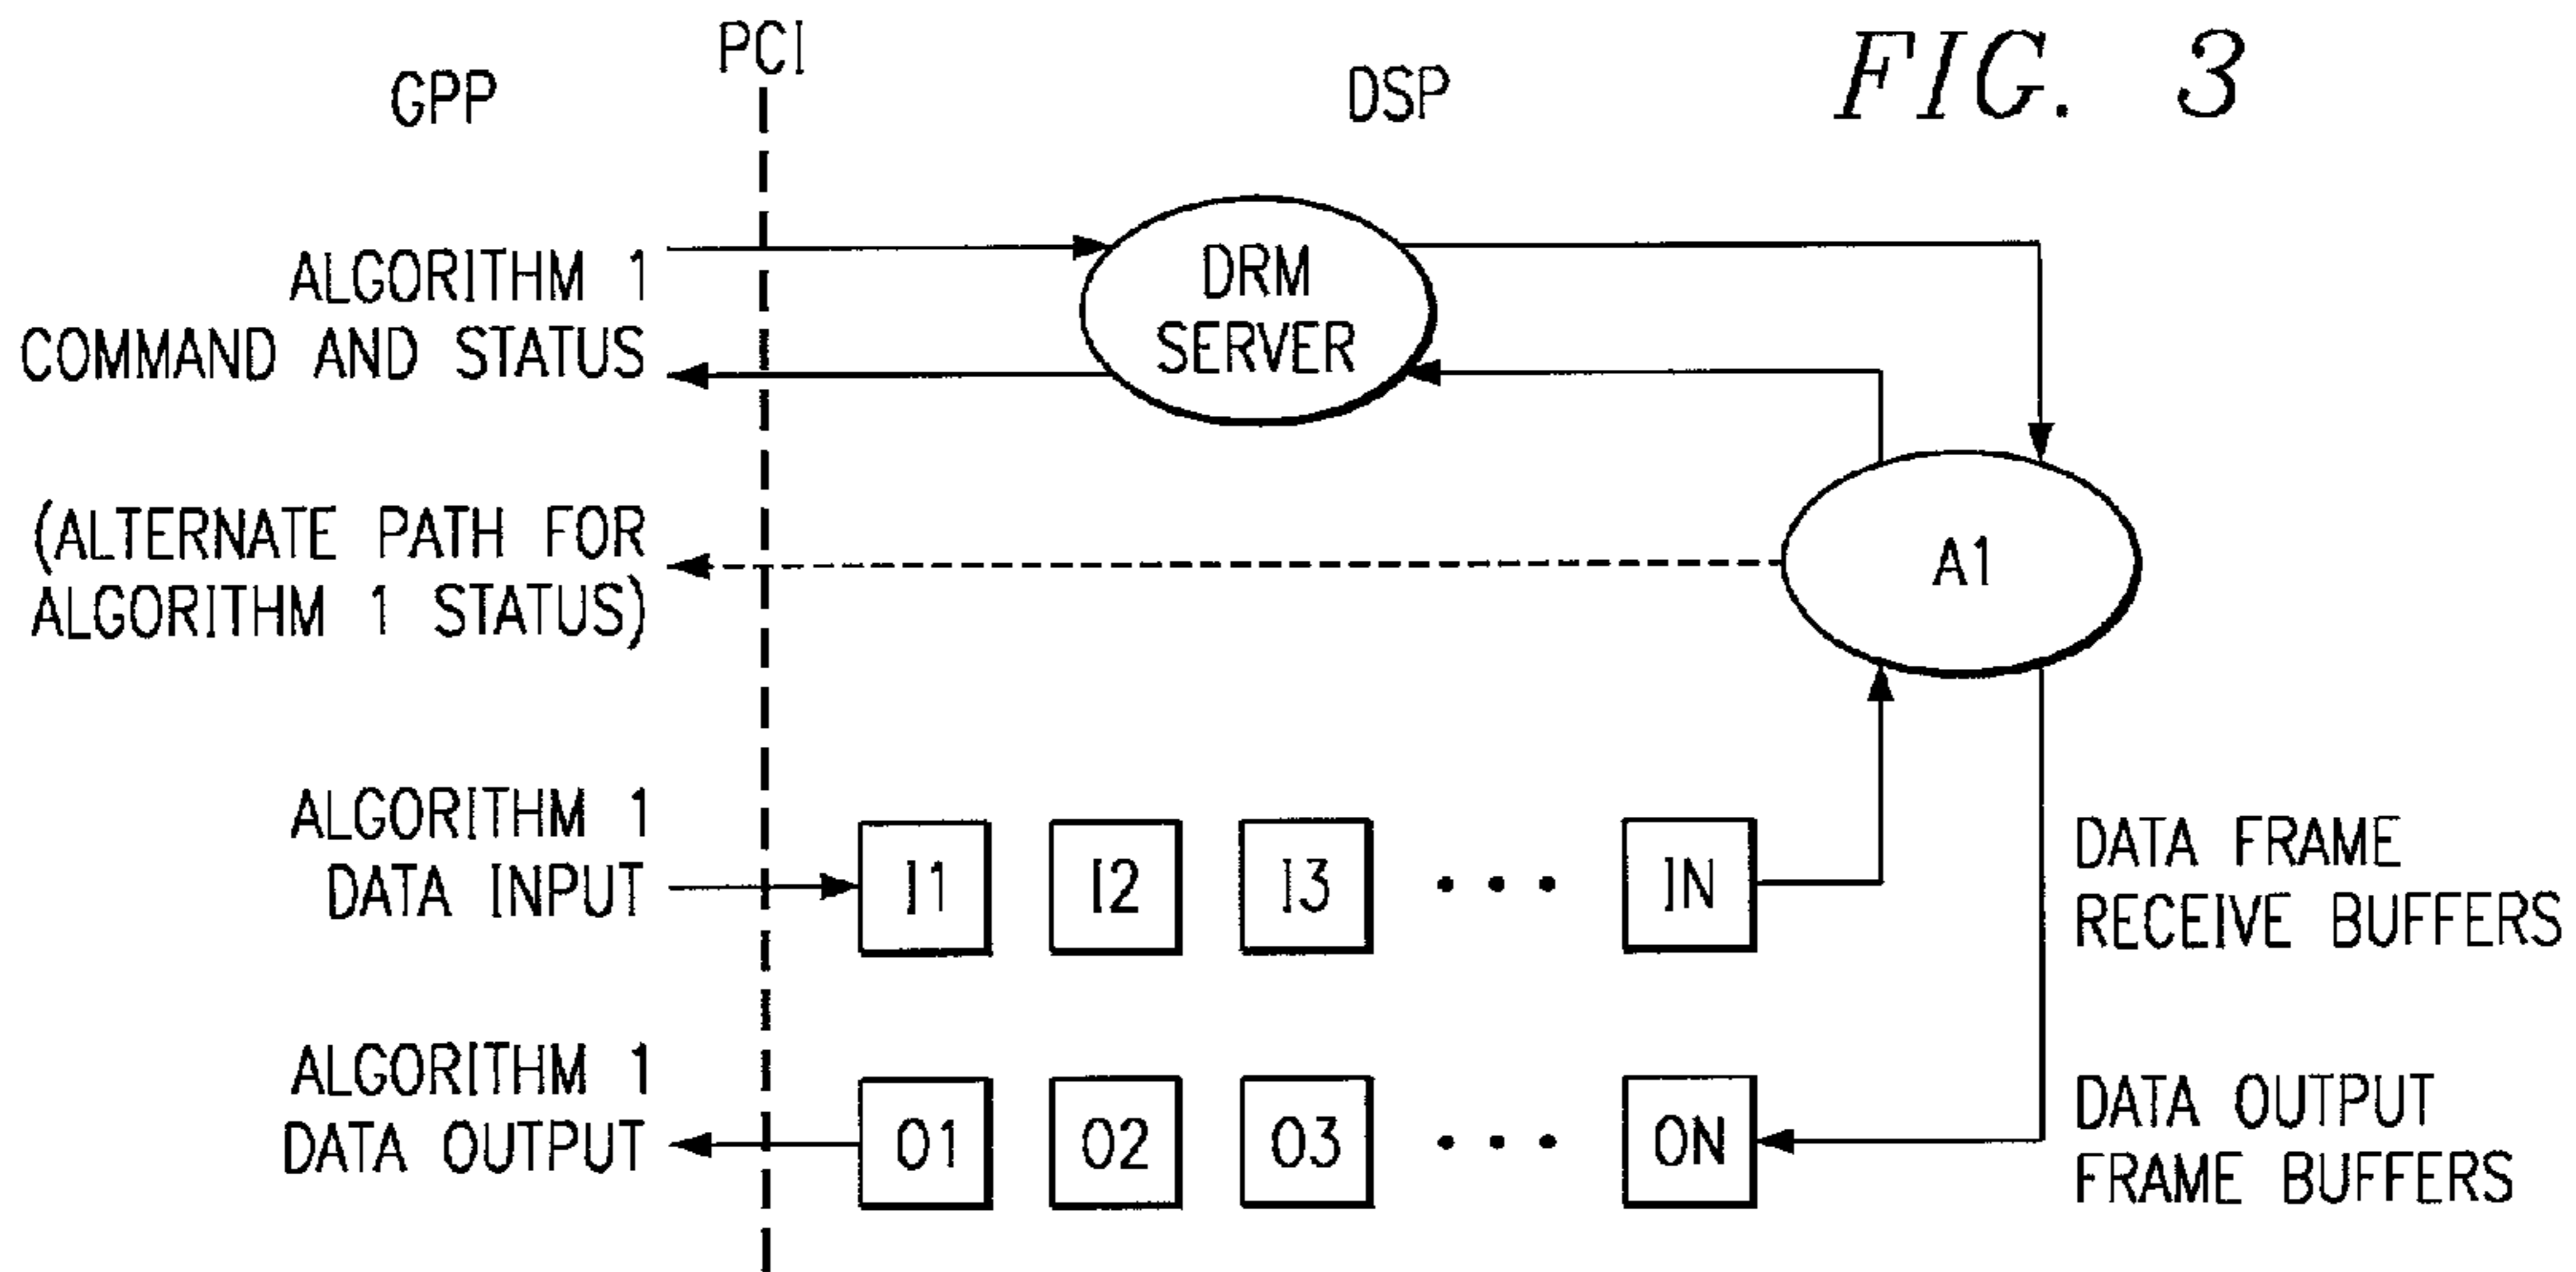 GPP
PCI
DSP
FIG. 3
ALGORITHM 1
COMMAND AND STATUS
DRM
SERVER
(ALTERNATE PATH FOR
ALGORITHM 1 STATUS)
A1
ALGORITHM 1
DATA INPUT
I1
I2
I3
• • •
IN
DATA FRAME
RECEIVE BUFFERS
ALGORITHM 1
DATA OUTPUT
O1
O2
O3
• • •
ON
DATA OUTPUT
FRAME BUFFERS